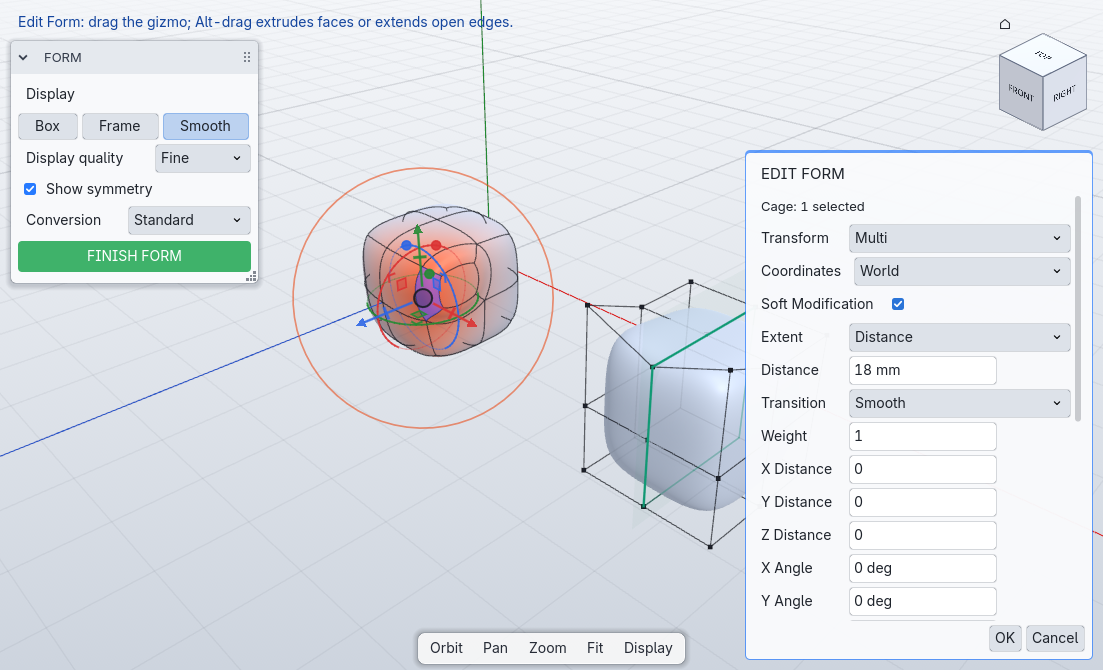 Edit Form: drag the gizmo; Alt-drag extrudes faces or extends open edges.
FORM
Display
Box Frame Smooth
Display quality Fine
Show symmetry
Conversion Standard
FINISH FORM
TOP
FRONT RIGHT
EDIT FORM
Cage: 1 selected
Transform Multi
Coordinates World
Soft Modification
Extent Distance
Distance 18 mm
Transition Smooth
Weight 1
X Distance 0
Y Distance 0
Z Distance 0
X Angle 0 deg
Y Angle 0 deg
OK Cancel
Orbit Pan Zoom Fit Display